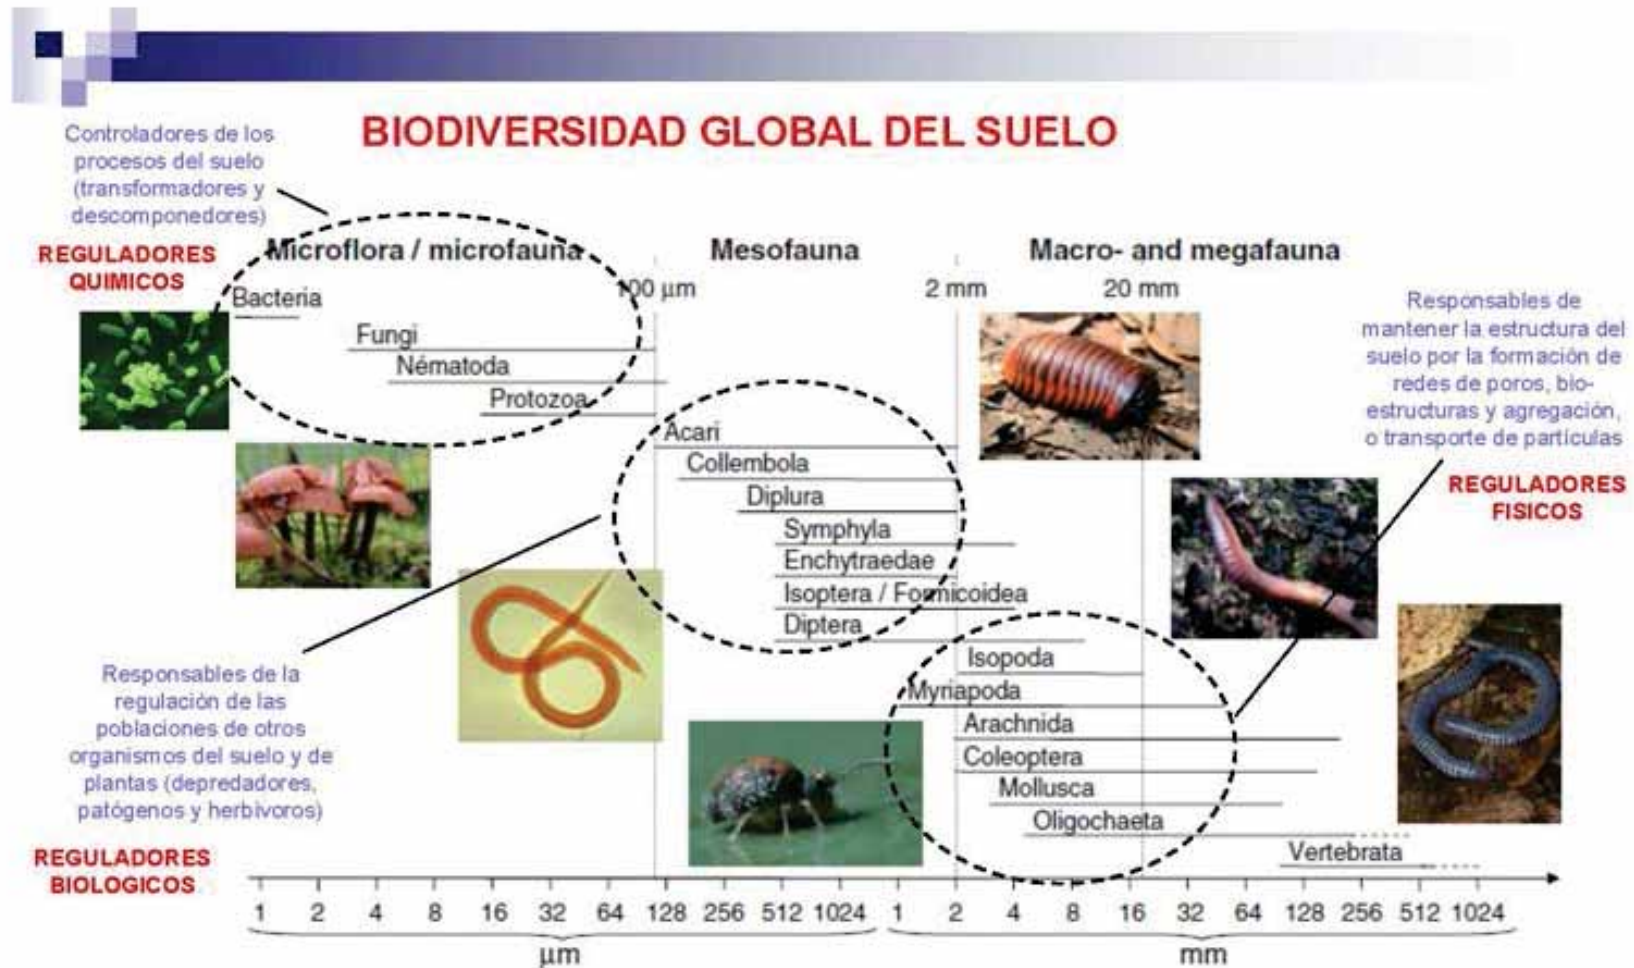 BIODIVERSIDAD GLOBAL DEL SUELO
Controladores de los
procesos del suelo
(transformadores y
descomponedores)
REGULADORES
QUIMICOS
Microflora / microfauna
Mesofauna
Macro- and megafauna
100 µm
2 mm
20 mm
Bacteria
Fungi
Nématoda
Protozoa
Acari
Collembola
Diplura
Symphyla
Enchytraedae
Isoptera / Formicoidea
Diptera
Isopoda
Myriapoda
Arachnida
Coleoptera
Mollusca
Oligochaeta
Vertebrata
Responsables de
mantener la estructura del
suelo por la formación de
redes de poros, bio-
estructuras y agregación,
o transporte de partículas
REGULADORES
FISICOS
Responsables de la
regulación de las
poblaciones de otros
organismos del suelo y de
plantas (depredadores,
patógenos y herbívoros)
REGULADORES
BIOLOGICOS
1 2 4 8 16 32 64 128 256 512 1024 1 2 4 8 16 32 64 128 256 512 1024
µm mm